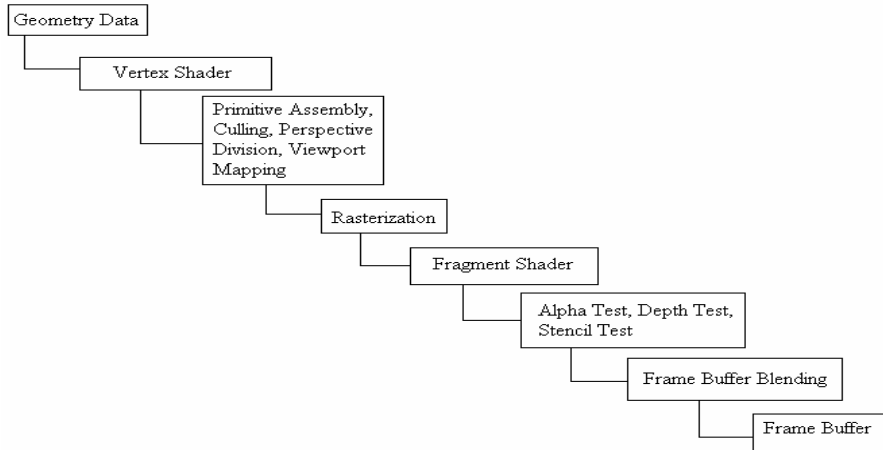 Geometry Data
Vertex Shader
Primitive Assembly,
Culling, Perspective
Division, Viewport
Mapping
Rasterization
Fragment Shader
Alpha Test, Depth Test,
Stencil Test
Frame Buffer Blending
Frame Buffer